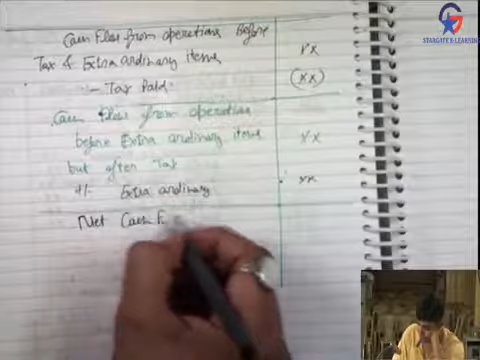 Cash Flow from operations Before
Tax & Extra ordinary items
XX
- Tax Paid
(XX)
Cash Flow from operation
before Extra ordinary items
XX
but after Tax
+/- Extra ordinary
XX
Net Cash F
STARGATE E-LEARNIN